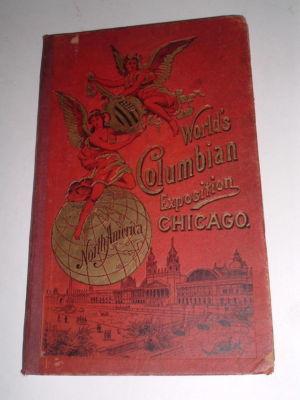 World's
Columbian
Exposition
CHICAGO.
North America